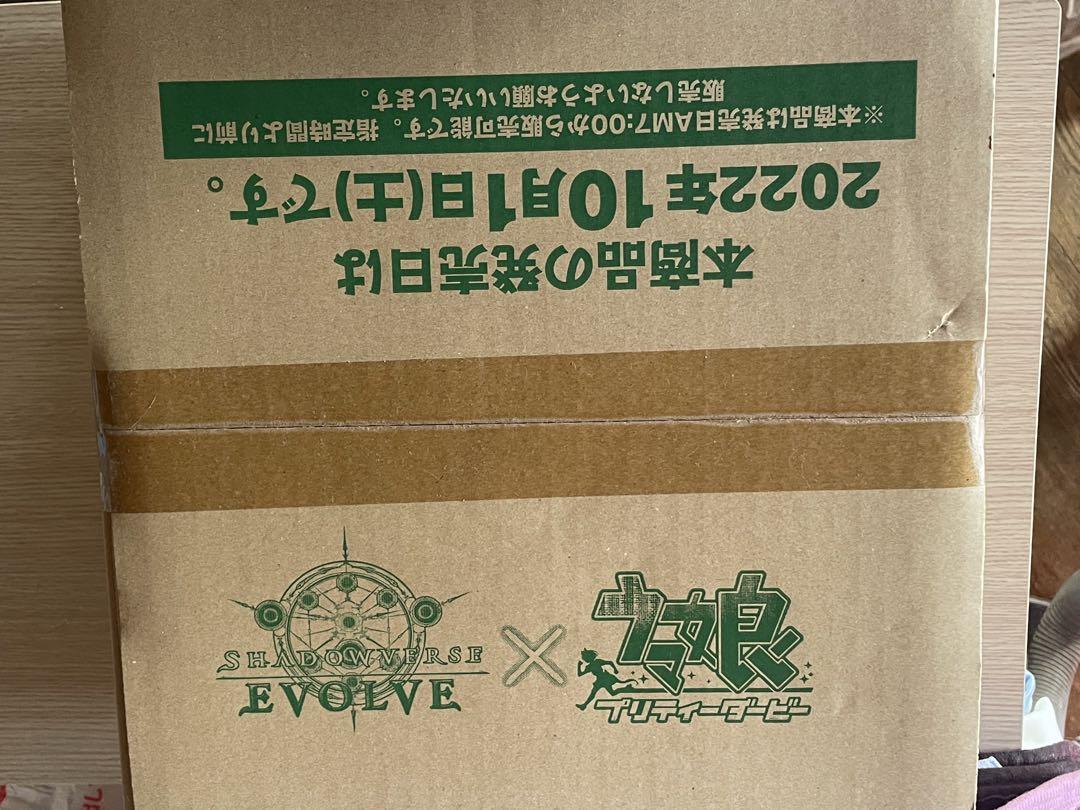 本商品の発売日は
2022年10月1日(土)です。
※本商品は発売日AM7:00から販売可能です。指定時間より前に
販売しないようお願いいたします。
SHADOWVERSE
EVOLVE
×
ウマ娘
プリティーダービー